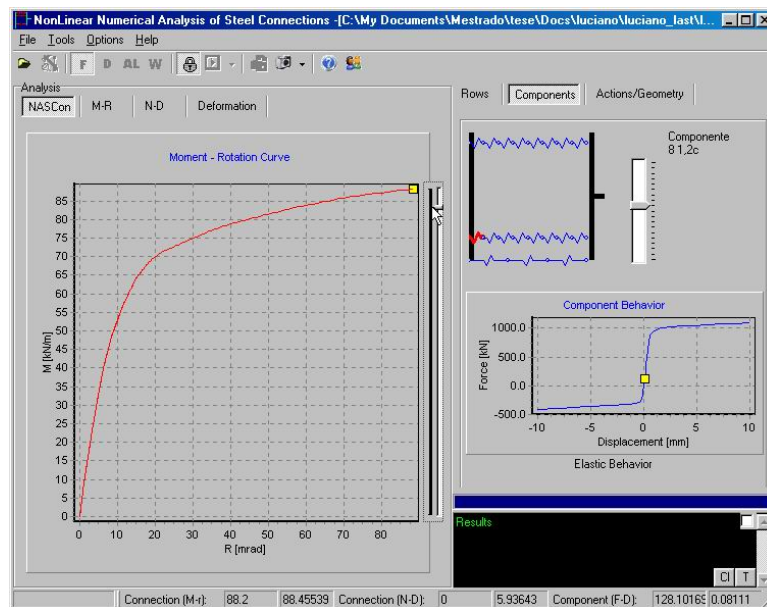 NonLinear Numerical Analysis of Steel Connections -[C:\My Documents\Mestrado\tese\Docs\luciano\luciano_last\l...
File Tools Options Help
F D AL W
Analysis
NASCon M-R N-D Deformation
Moment - Rotation Curve
M [kN/m]
85
80
75
70
65
60
55
50
45
40
35
30
25
20
15
10
5
0
0 10 20 30 40 50 60 70 80
R [mrad]
Rows Components Actions/Geometry
Componente
8 1,2c
Component Behavior
Force [kN]
1000.0
500.0
0.0
-500.0
-10 -5 0 5 10
Displacement [mm]
Elastic Behavior
Results
Cl T
Connection (M-r): 88.2 88.45539 Connection (N-D): 0 5.93643 Component (F-D): 128.10169 0.08111